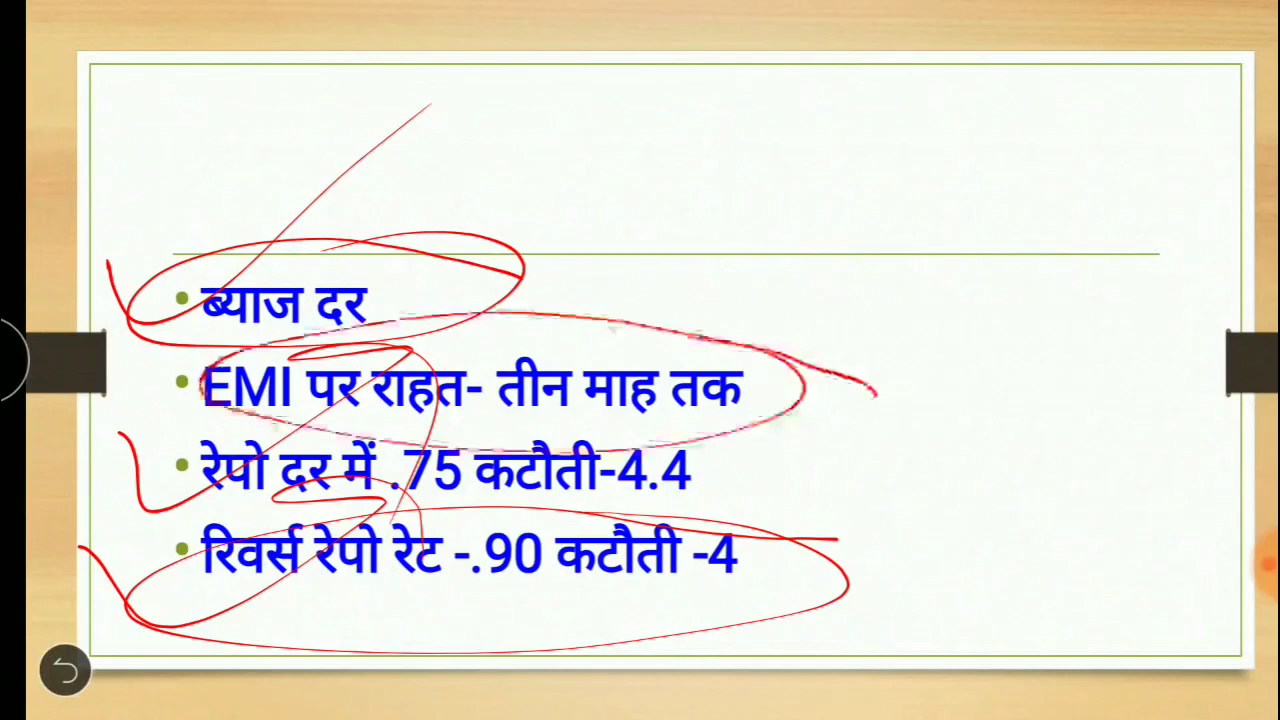 ब्याज दर
EMI पर राहत- तीन माह तक
रेपो दर में .75 कटौती-4.4
रिवर्स रेपो रेट -.90 कटौती -4